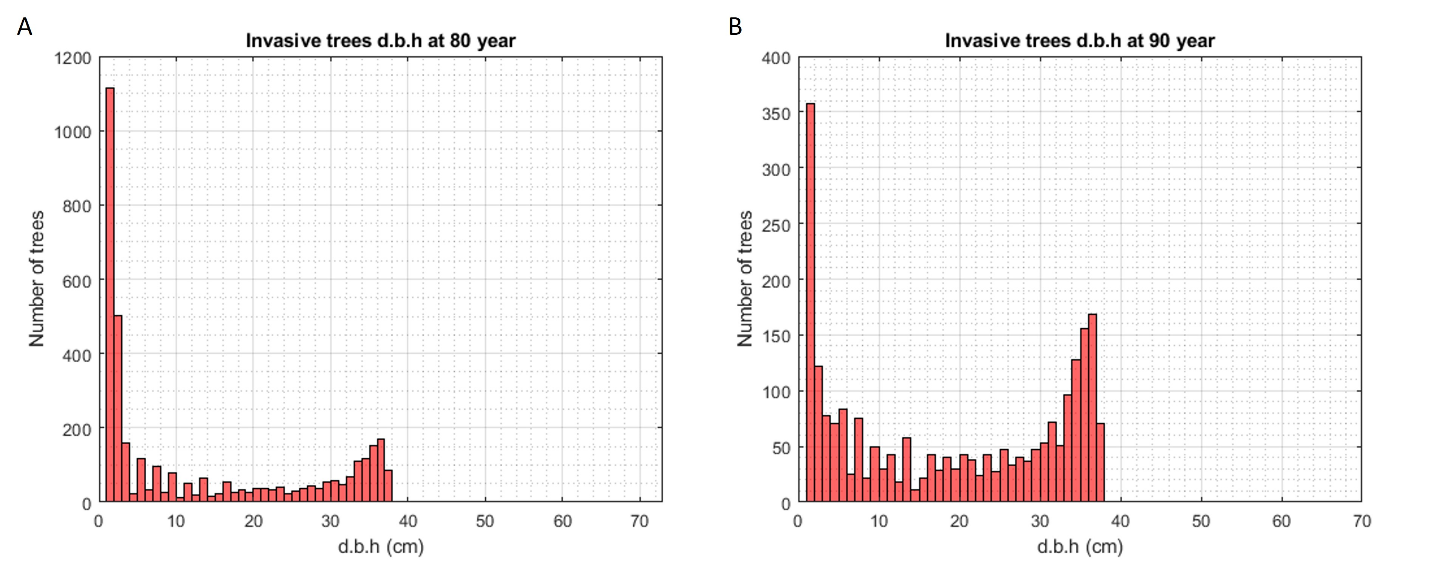 A
Invasive trees d.b.h at 80 year
1200
1000
800
600
400
200
0
Number of trees
0 10 20 30 40 50 60 70
d.b.h (cm)
B
Invasive trees d.b.h at 90 year
400
350
300
250
200
150
100
50
0
Number of trees
0 10 20 30 40 50 60 70
d.b.h (cm)